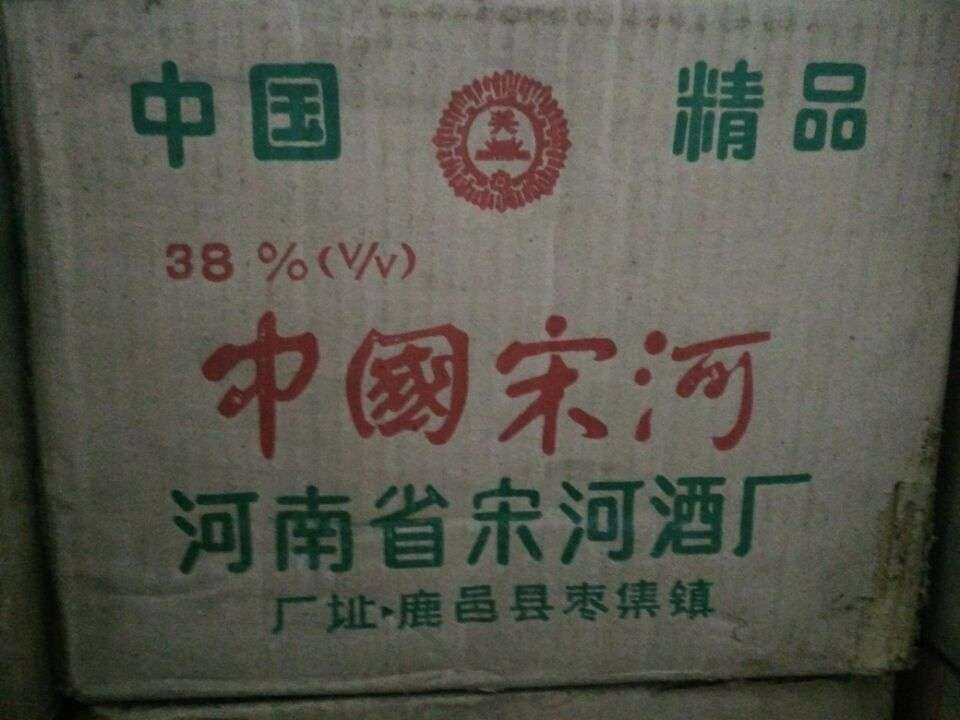 中国 精品
38%(V/V)
中國宋河
河南省宋河酒厂
厂址▸鹿邑县枣集镇